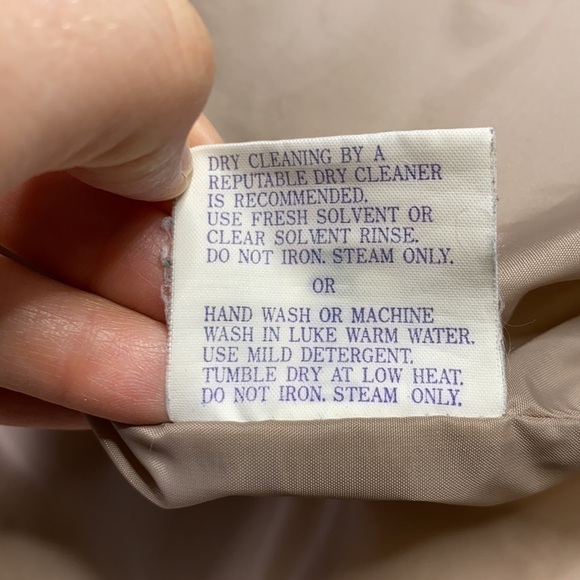 DRY CLEANING BY A
REPUTABLE DRY CLEANER
IS RECOMMENDED.
USE FRESH SOLVENT OR
CLEAR SOLVENT RINSE.
DO NOT IRON. STEAM ONLY.
OR
HAND WASH OR MACHINE
WASH IN LUKE WARM WATER.
USE MILD DETERGENT.
TUMBLE DRY AT LOW HEAT.
DO NOT IRON. STEAM ONLY.